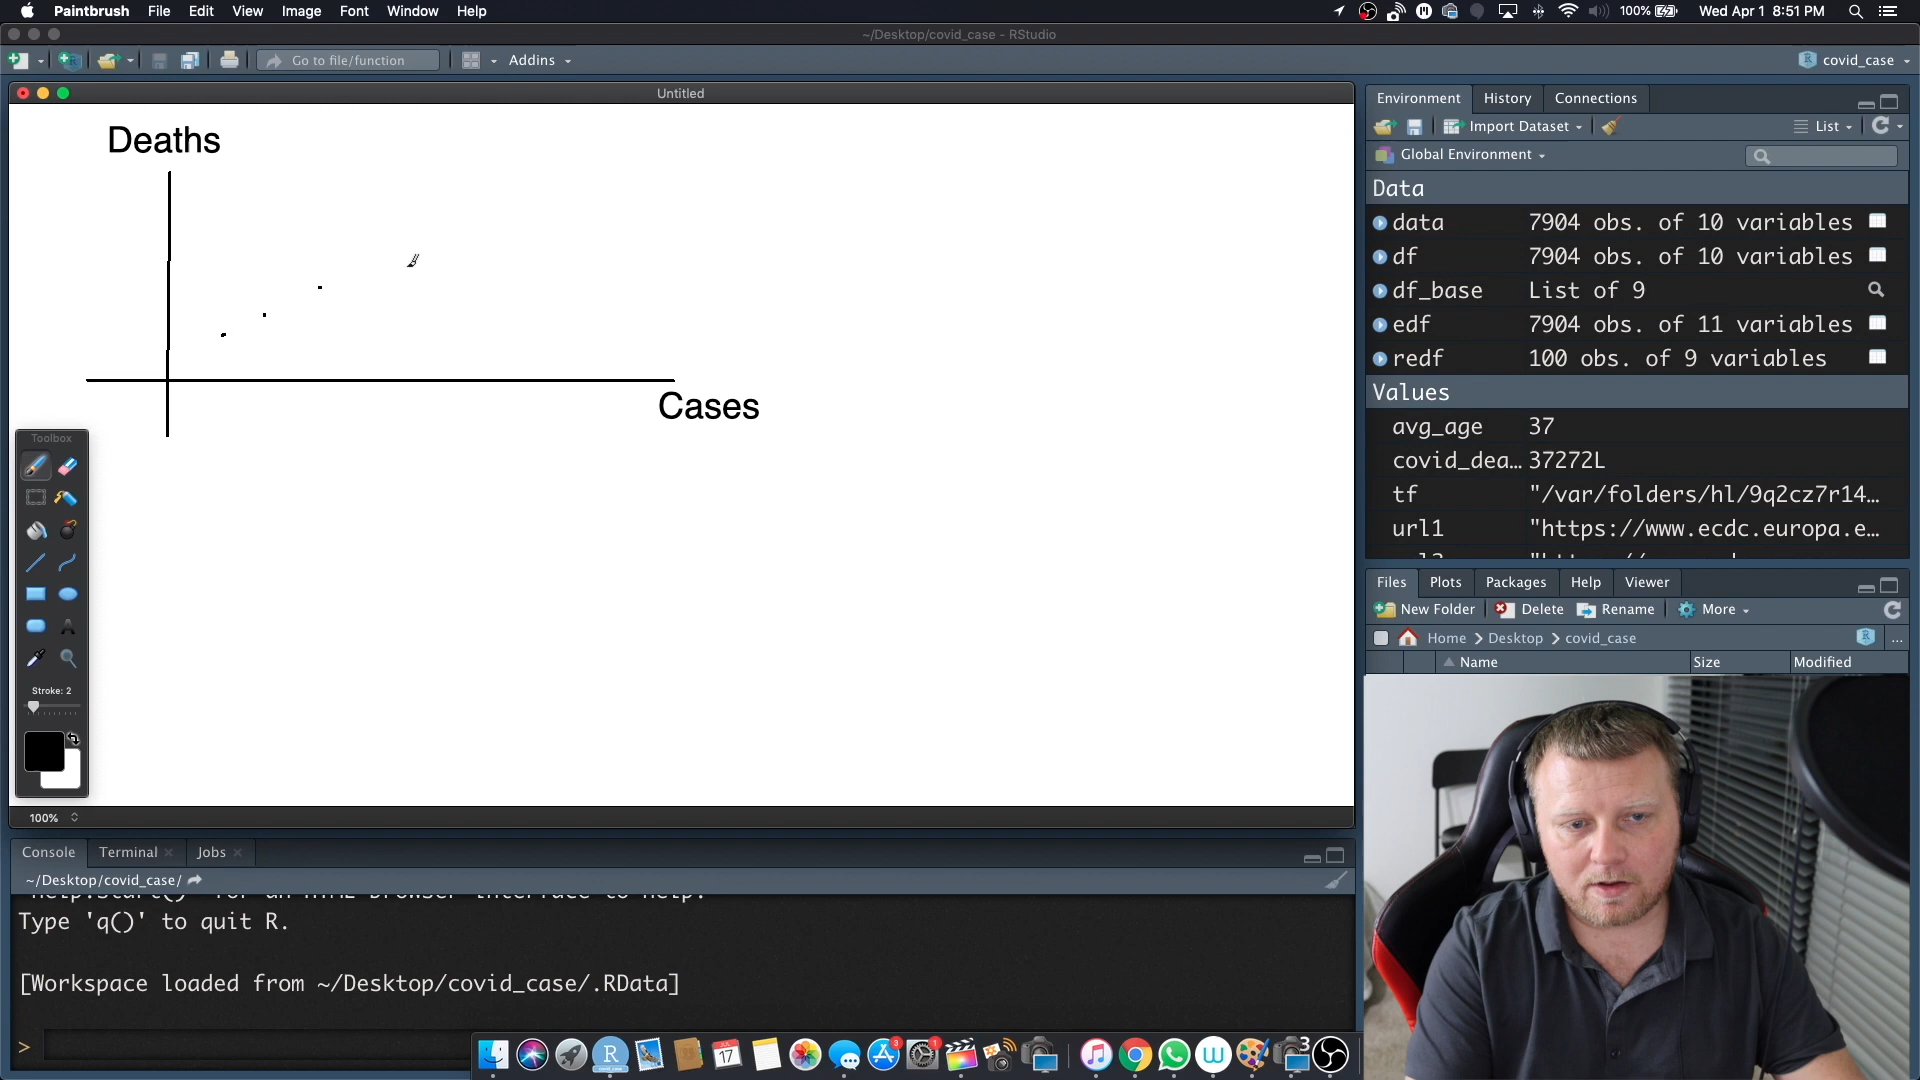 Paintbrush File Edit View Image Font Window Help
100% Wed Apr 1 8:51 PM
~/Desktop/covid_case - RStudio
Go to file/function Addins
covid_case
Untitled
Deaths
Cases
Toolbox
Stroke: 2
100%
Environment History Connections
Import Dataset List
Global Environment
Data
data 7904 obs. of 10 variables
df 7904 obs. of 10 variables
df_base List of 9
edf 7904 obs. of 11 variables
redf 100 obs. of 9 variables
Values
avg_age 37
covid_dea… 37272L
tf "/var/folders/hl/9q2cz7r14…
url1 "https://www.ecdc.europa.e…
Files Plots Packages Help Viewer
New Folder Delete Rename More
Home Desktop covid_case
...
Name Size Modified
Console Terminal Jobs
~/Desktop/covid_case/
Type 'q()' to quit R.
[Workspace loaded from ~/Desktop/covid_case/.RData]
>
JUL
17
3
1
3